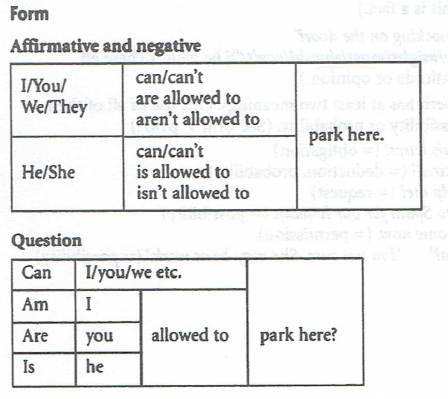 Form
Affirmative and negative
I/You/
We/They
can/can't
are allowed to
aren't allowed to
park here.
He/She
can/can't
is allowed to
isn't allowed to
Question
Can I/you/we etc.
Am I
Are you allowed to park here?
Is he